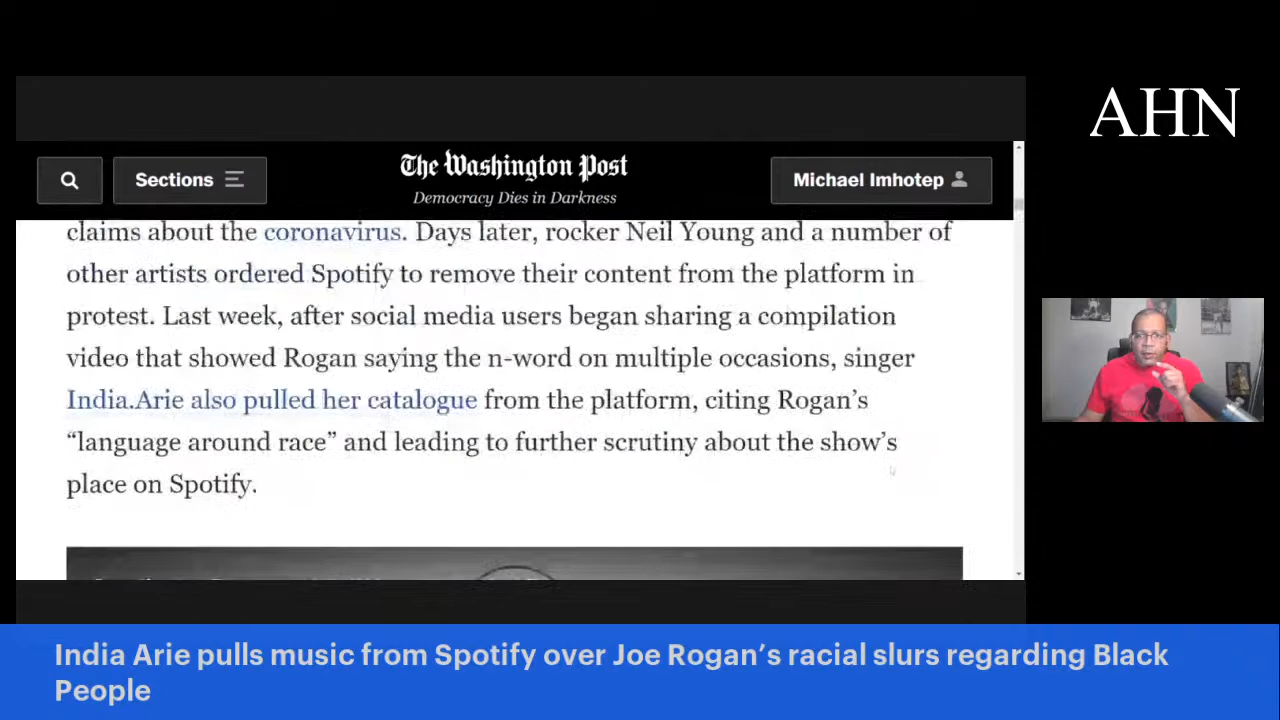 AHN
Sections
The Washington Post
Democracy Dies in Darkness
Michael Imhotep
claims about the coronavirus. Days later, rocker Neil Young and a number of
other artists ordered Spotify to remove their content from the platform in
protest. Last week, after social media users began sharing a compilation
video that showed Rogan saying the n-word on multiple occasions, singer
India.Arie also pulled her catalogue from the platform, citing Rogan’s
“language around race” and leading to further scrutiny about the show’s
place on Spotify.
India Arie pulls music from Spotify over Joe Rogan’s racial slurs regarding Black
People